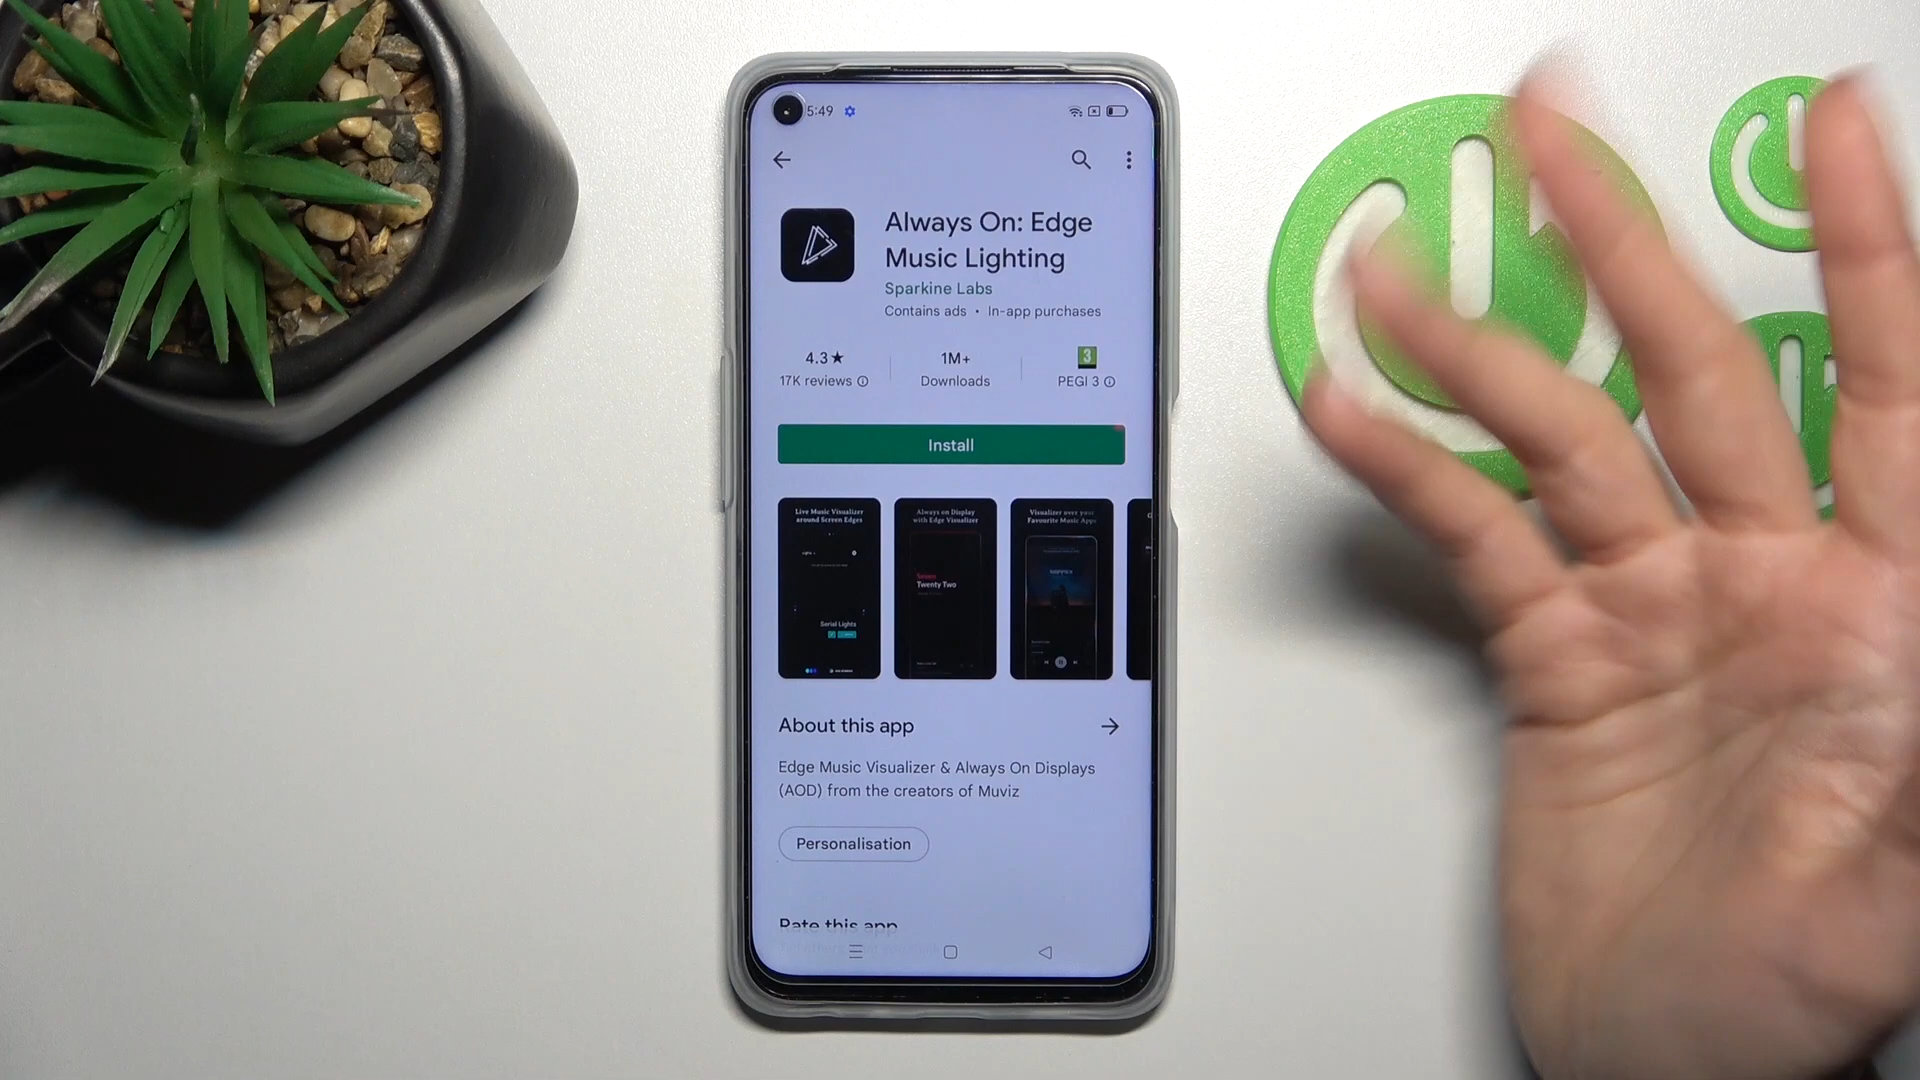 5:49
Always On: Edge
Music Lighting
Sparkine Labs
Contains ads • In-app purchases
4.3★
17K reviews
1M+
Downloads
3
PEGI 3
Install
Live Music Visualizer
around Screen Edges
Serial Lights
Always on Display
with Edge Visualizer
Seven
Twenty Two
Visualizer over your
Favourite Music Apps
About this app
Edge Music Visualizer & Always On Displays
(AOD) from the creators of Muviz
Personalisation
Rate this app